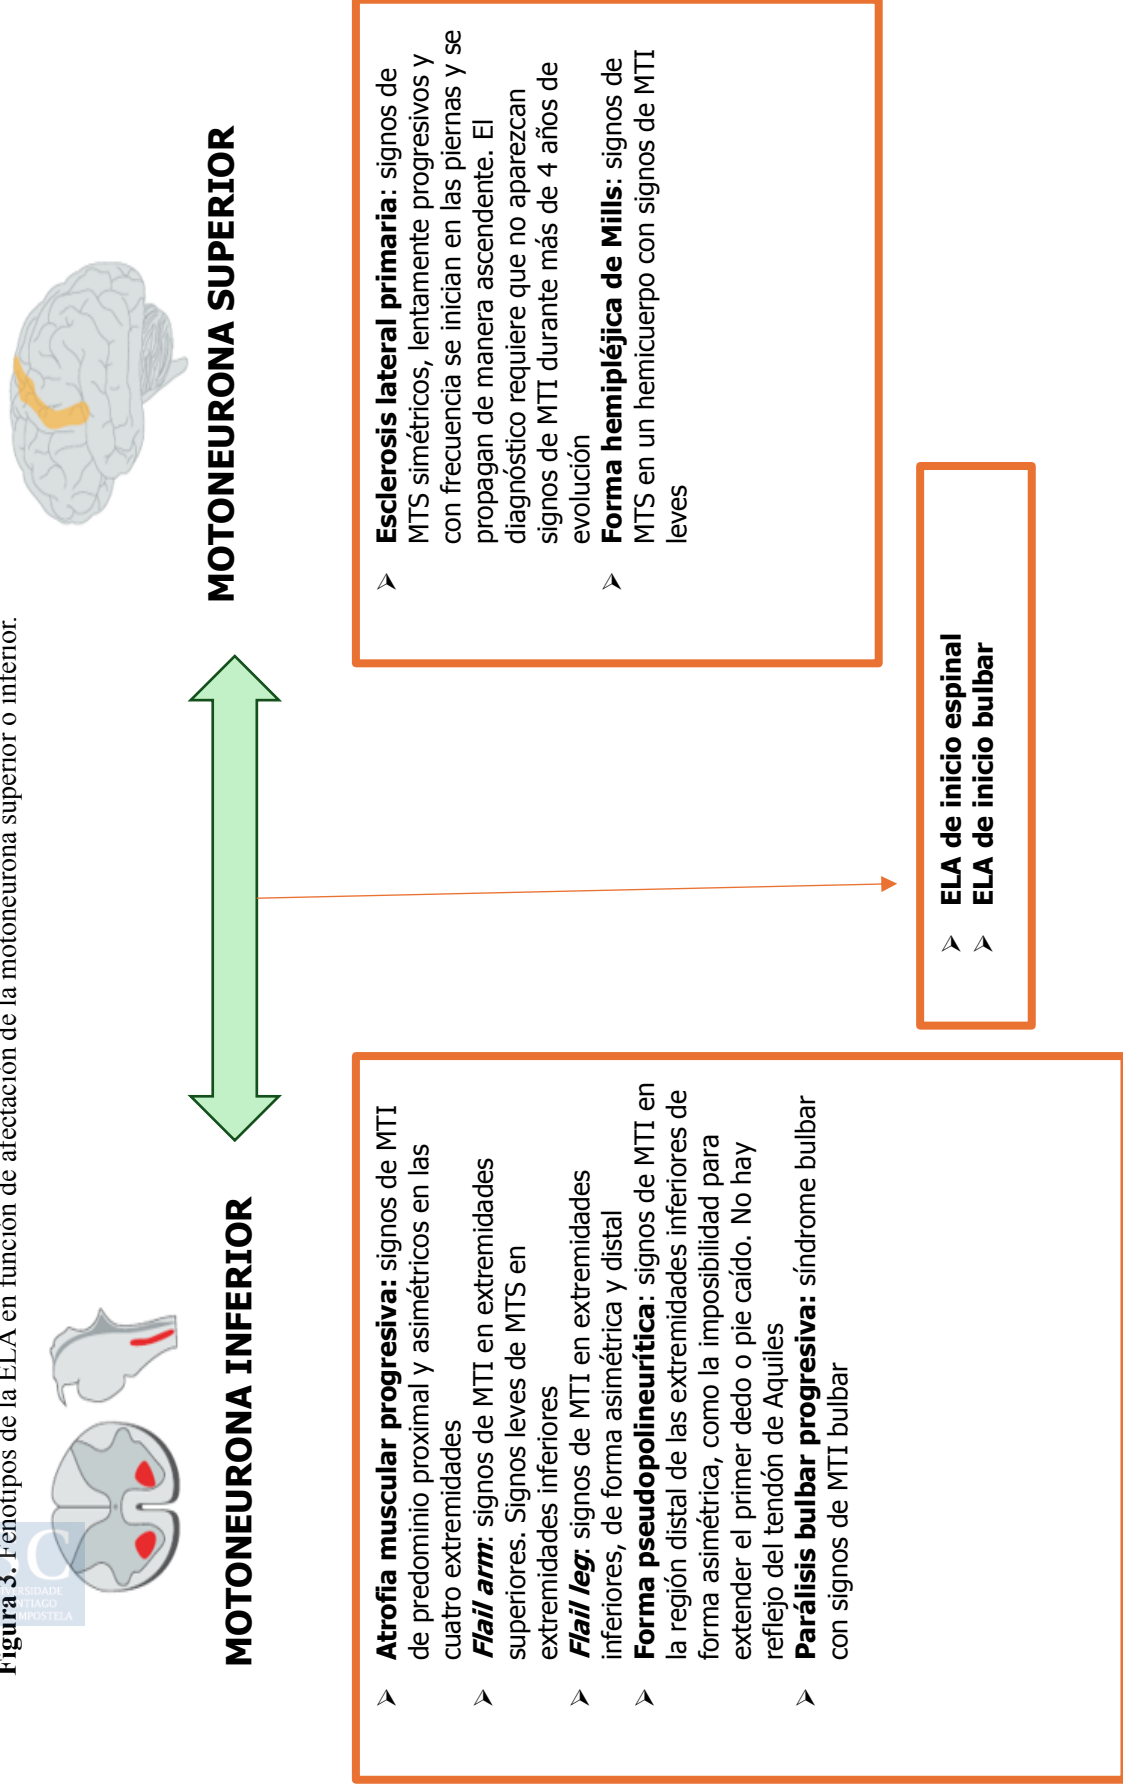 Figura 3. Fenotipos de la ELA en función de afectación de la motoneurona superior o inferior.
MOTONEURONA INFERIOR
MOTONEURONA SUPERIOR
➢ Atrofia muscular progresiva: signos de MTI
de predominio proximal y asimétricos en las
cuatro extremidades
➢ Flail arm: signos de MTI en extremidades
superiores. Signos leves de MTS en
extremidades inferiores
➢ Flail leg: signos de MTI en extremidades
inferiores, de forma asimétrica y distal
➢ Forma pseudopolineurítica: signos de MTI en
la región distal de las extremidades inferiores de
forma asimétrica, como la imposibilidad para
extender el primer dedo o pie caído. No hay
reflejo del tendón de Aquiles
➢ Parálisis bulbar progresiva: síndrome bulbar
con signos de MTI bulbar
➢ Esclerosis lateral primaria: signos de
MTS simétricos, lentamente progresivos y
con frecuencia se inician en las piernas y se
propagan de manera ascendente. El
diagnóstico requiere que no aparezcan
signos de MTI durante más de 4 años de
evolución
➢ Forma hemipléjica de Mills: signos de
MTS en un hemicuerpo con signos de MTI
leves
➢ ELA de inicio espinal
➢ ELA de inicio bulbar